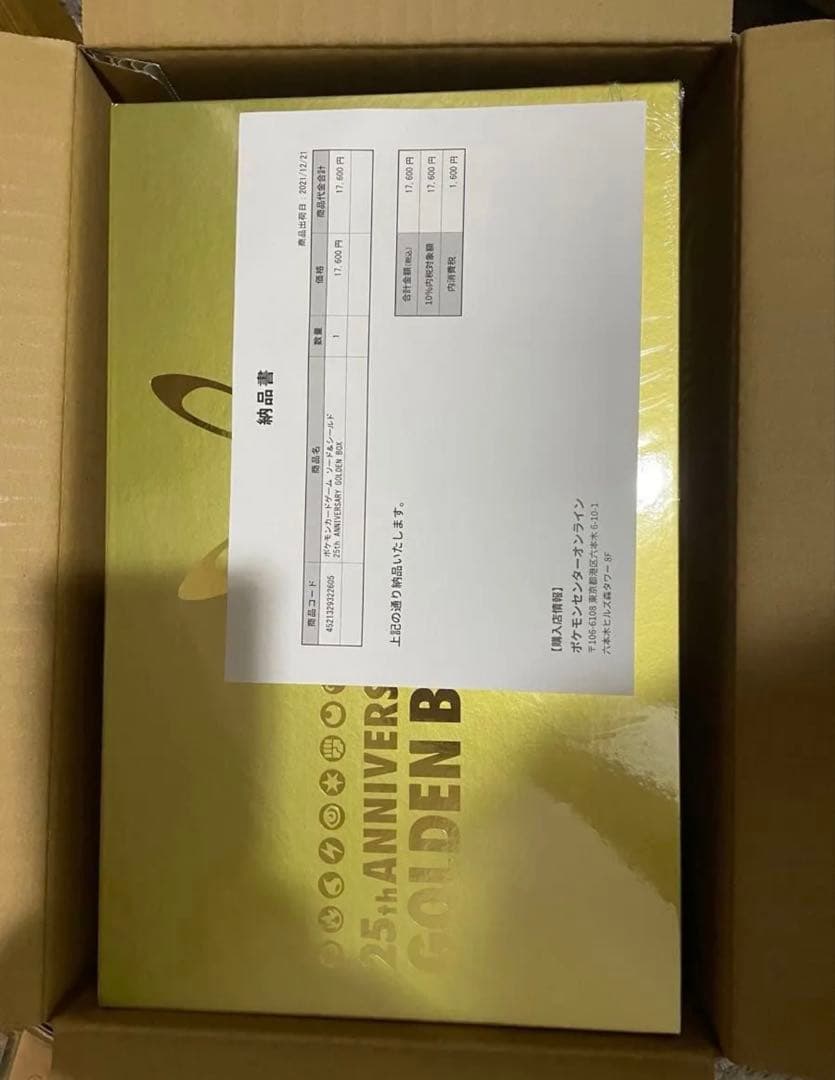 納品書
商品出荷日：2021/12/21
商品コード 商品名 数量 価格 商品代金合計
4521329322605 ポケモンカードゲーム ソード&シールド 25th ANNIVERSARY GOLDEN BOX 1 17,600 円 17,600 円
合計金額(税込) 17,600 円
10%内税対象額 17,600 円
内消費税 1,600 円
上記の通り納品いたします。
【購入店情報】
ポケモンセンターオンライン
〒106-6108 東京都港区六本木 6-10-1
六本木ヒルズ森タワー 8F
25th ANNIVERS
GOLDEN B